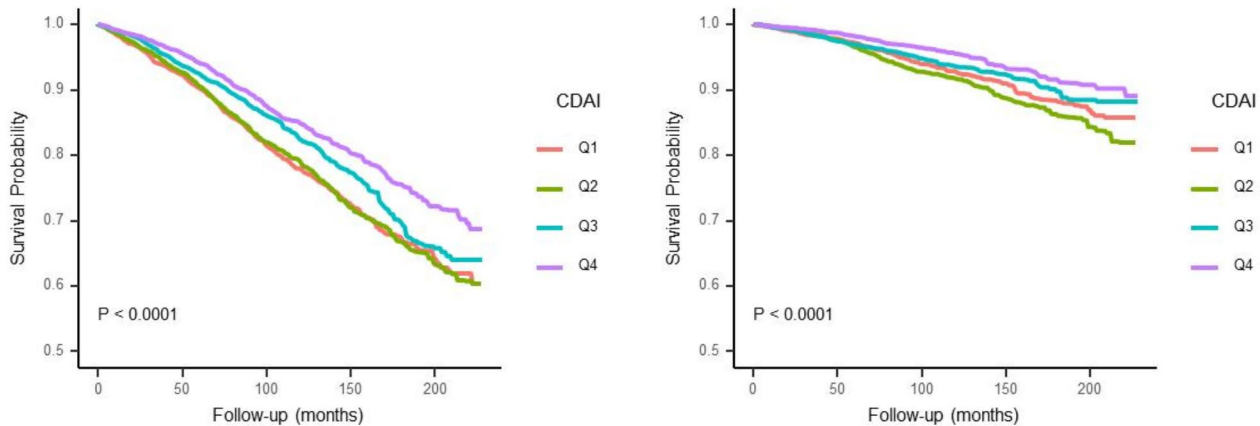 Survival Probability
1.0
0.9
0.8
0.7
0.6
0.5
P < 0.0001
0
50
100
150
200
Follow-up (months)
CDAI
Q1
Q2
Q3
Q4
Survival Probability
1.0
0.9
0.8
0.7
0.6
0.5
P < 0.0001
0
50
100
150
200
Follow-up (months)
CDAI
Q1
Q2
Q3
Q4